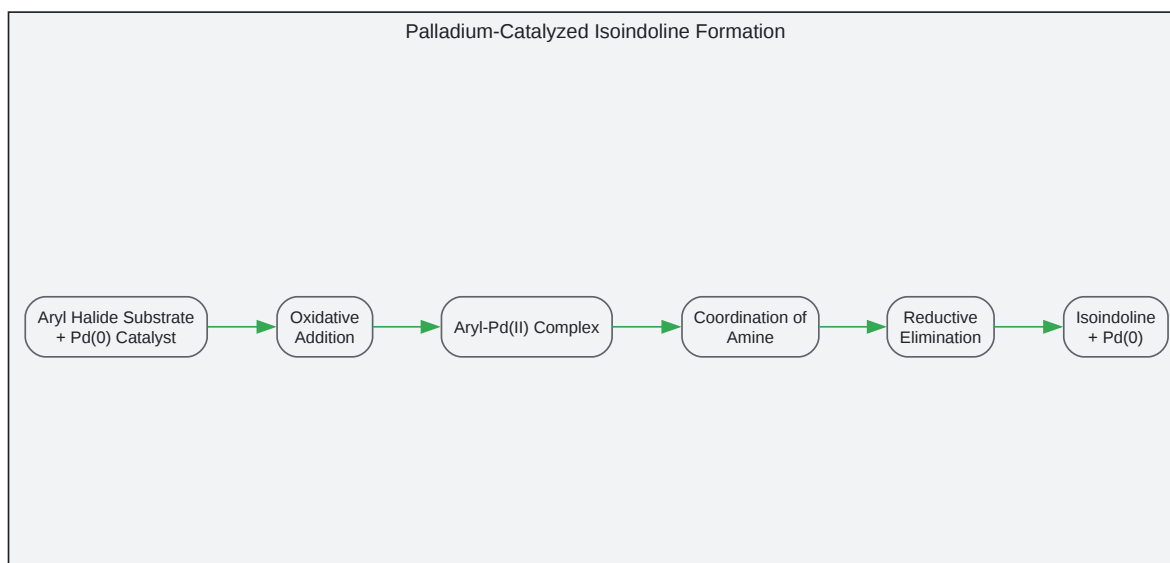 Palladium-Catalyzed Isoindoline Formation
Aryl Halide Substrate
+ Pd(0) Catalyst
Oxidative
Addition
Aryl-Pd(II) Complex
Coordination of
Amine
Reductive
Elimination
Isoindoline
+ Pd(0)